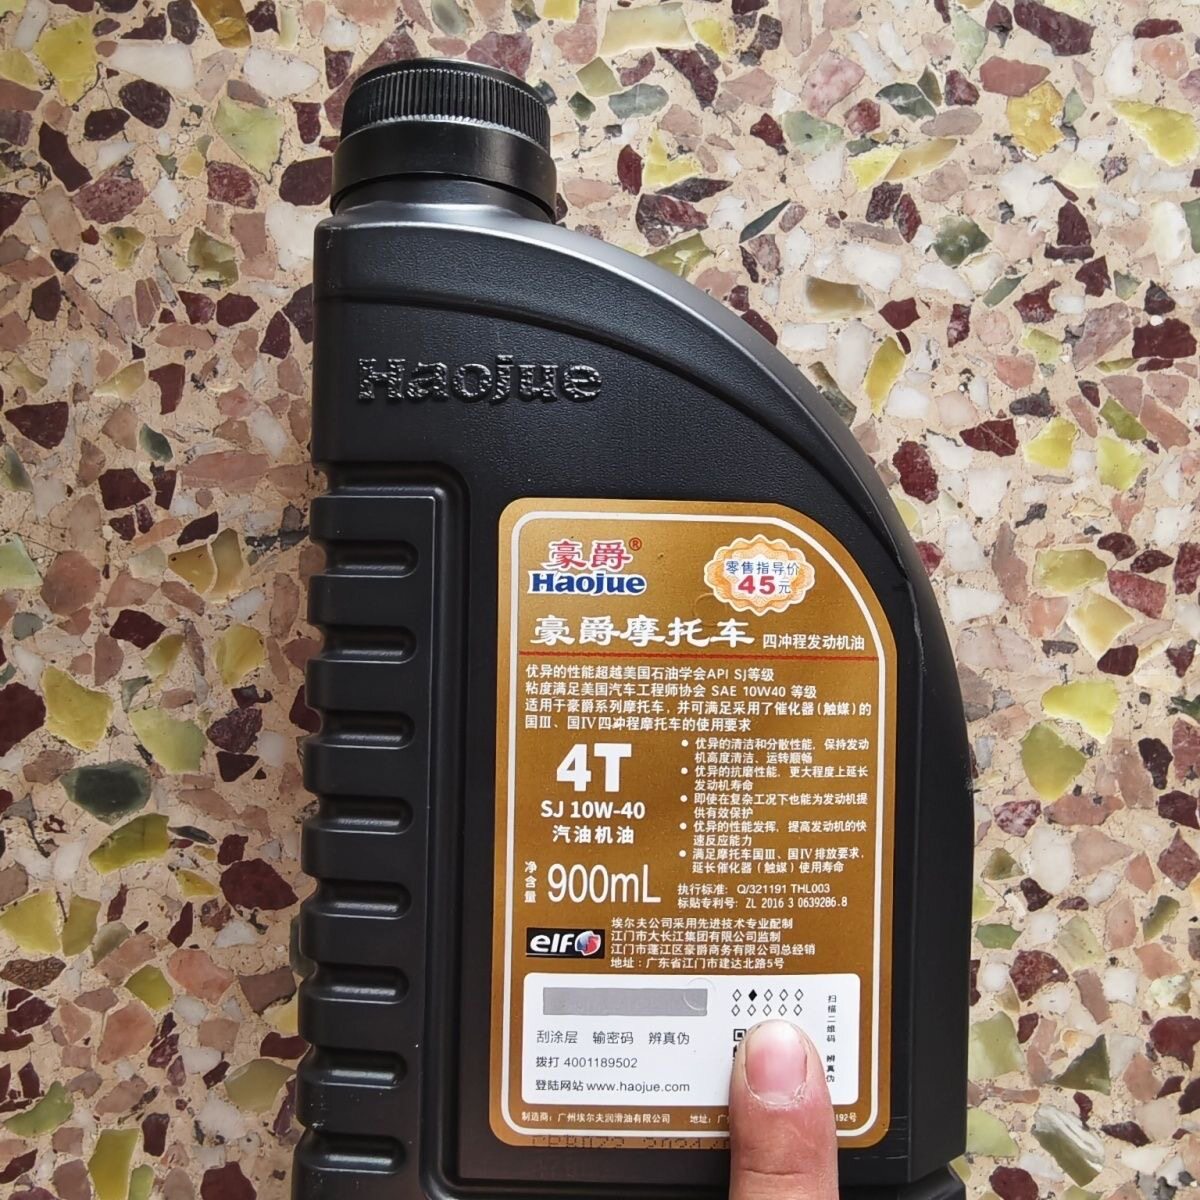 Haojue
豪爵®
Haojue
零售指导价
45元
豪爵摩托车 四冲程发动机油
优异的性能超越美国石油学会API SJ等级
粘度满足美国汽车工程师协会 SAE 10W40 等级
适用于豪爵系列摩托车，并可满足采用了催化器(触媒)的
国Ⅲ、国Ⅳ四冲程摩托车的使用要求
4T
SJ 10W-40
汽油机油
净含量 900mL
● 优异的清洁和分散性能，保持发动
机高度清洁、运转顺畅
● 优异的抗磨性能，更大程度上延长
发动机寿命
● 即使在复杂工况下也能为发动机提
供有效保护
● 优异的性能发挥，提高发动机的快
速反应能力
● 满足摩托车国Ⅲ、国Ⅳ排放要求，
延长催化器（触媒）使用寿命
执行标准: Q/321191 THL003
标贴专利号: ZL 2016 3 0639286.8
elf
埃尔夫公司采用先进技术专业配制
江门市大长江集团有限公司监制
江门市蓬江区豪爵商务有限公司总经销
地址：广东省江门市建达北路5号
刮涂层 输密码 辨真伪
拨打 4001189502
登陆网站 www.haojue.com
扫描二维码 辨真伪
制造商：广州埃尔夫润滑油有限公司 地址：广 192号